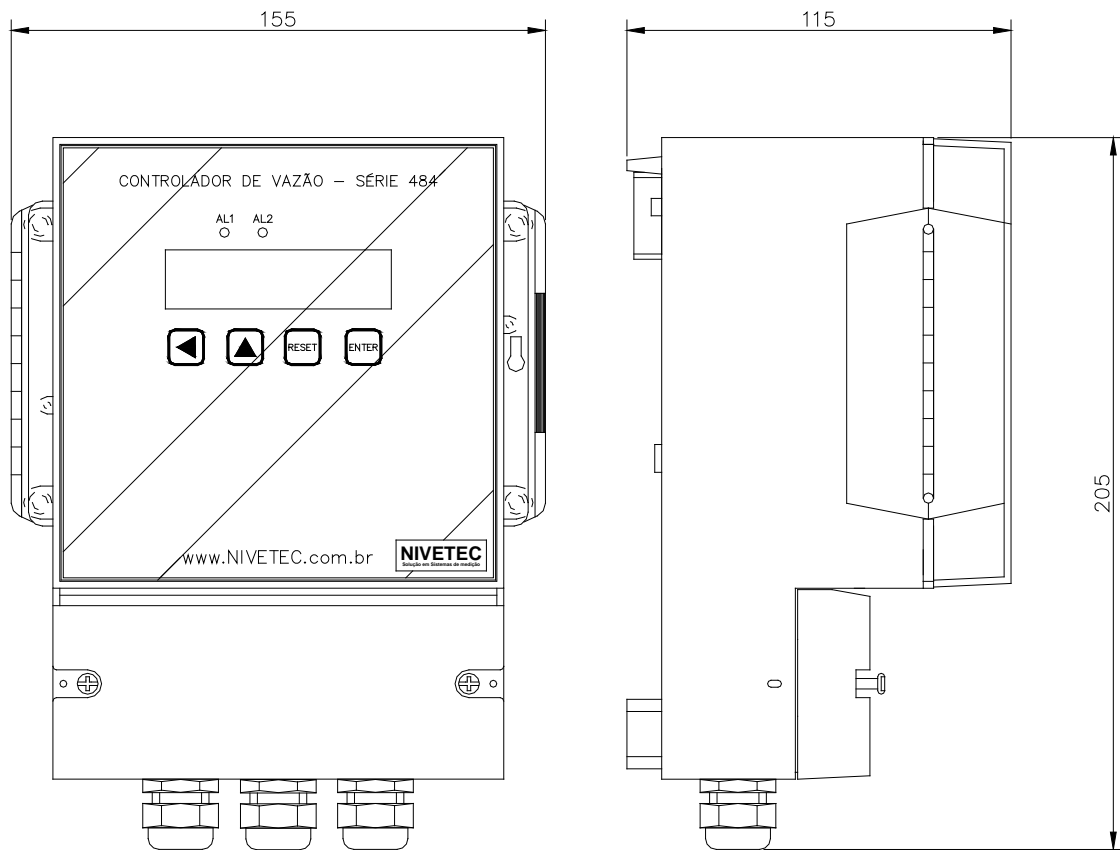 155
115
CONTROLADOR DE VAZÃO – SÉRIE 484
AL1 AL2
RESET ENTER
205
www.NIVETEC.com.br
NIVETEC
Solução em Sistemas de medição